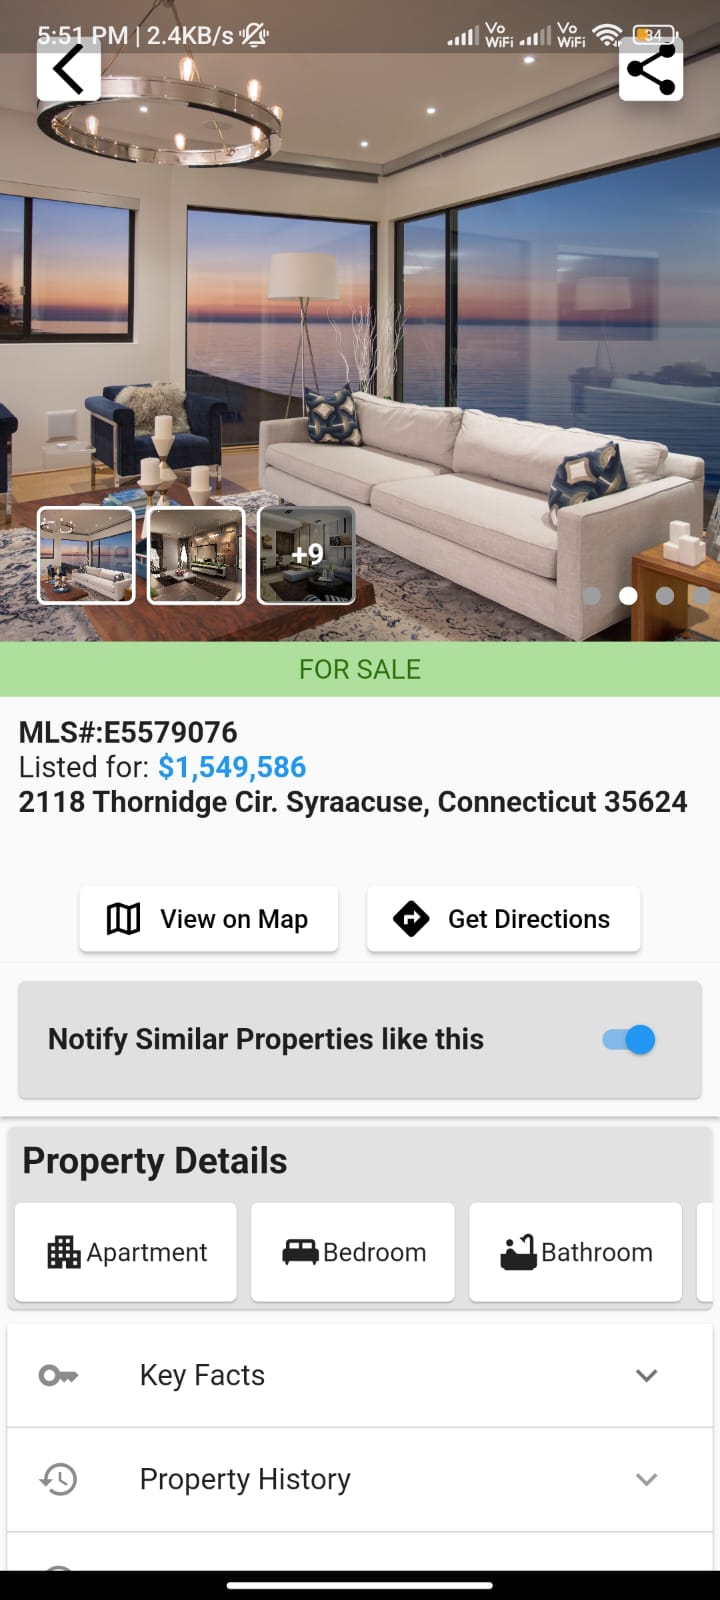 5:51 PM | 2.4KB/s
Vo WiFi Vo WiFi 34
+9
FOR SALE
MLS#:E5579076
Listed for: $1,549,586
2118 Thornidge Cir. Syraacuse, Connecticut 35624
View on Map Get Directions
Notify Similar Properties like this
Property Details
Apartment Bedroom Bathroom
Key Facts
Property History